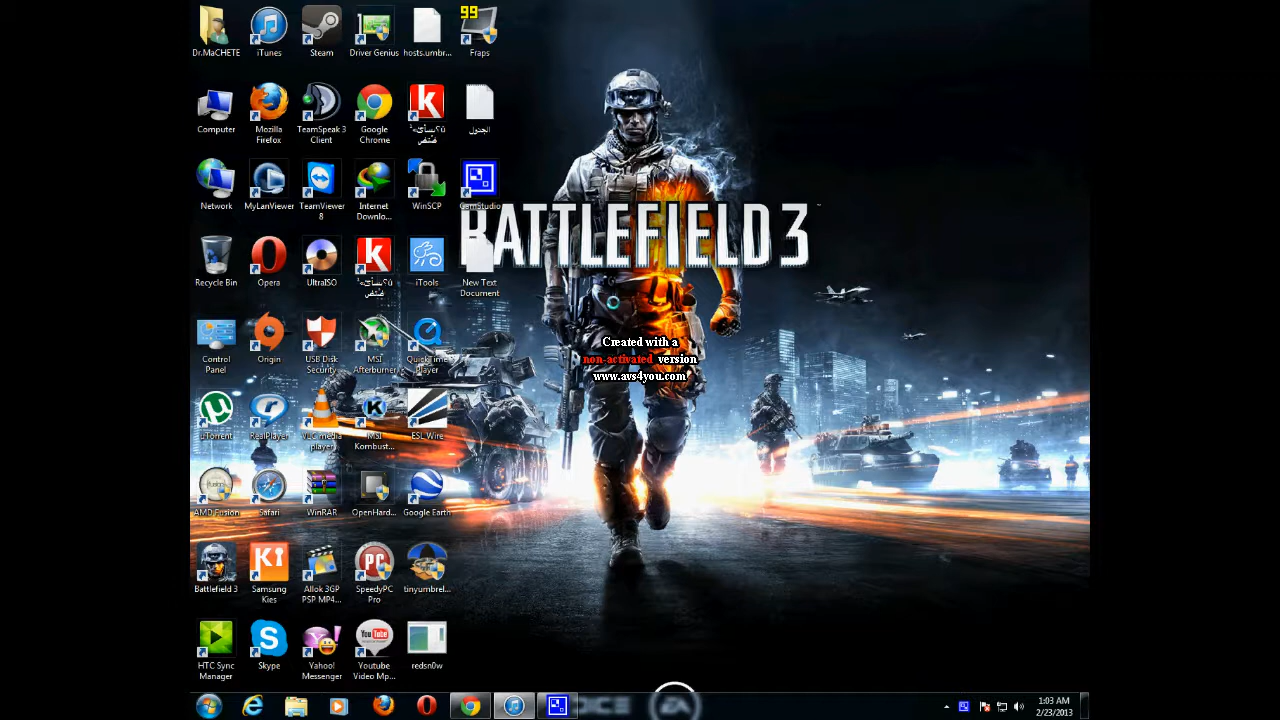 99
Dr.MaCHETE
iTunes
Steam
Driver Genius
hosts.umbr...
Fraps
Computer
Mozilla
Firefox
TeamSpeak 3
Client
Google
Chrome
الجدول
Network
MyLanViewer
TeamViewer
8
Internet
Downlo...
WinSCP
CamStudio
BATTLEFIELD 3
Recycle Bin
Opera
UltraISO
iTools
New Text
Document
Control
Panel
Origin
USB Disk
Security
MSI
Afterburner
QuickTime
Player
Created with a
non-activated version
www.avs4you.com
uTorrent
RealPlayer
VLC media
player
MSI
Kombust...
ESL Wire
AMD Fusion
Safari
WinRAR
OpenHard...
Google Earth
Battlefield 3
Samsung
Kies
Allok 3GP
PSP MP4...
SpeedyPC
Pro
tinyumbrel...
HTC Sync
Manager
Skype
Yahoo!
Messenger
Youtube
Video Mp...
redsn0w
DICE
EA
1:03 AM
2/23/2013